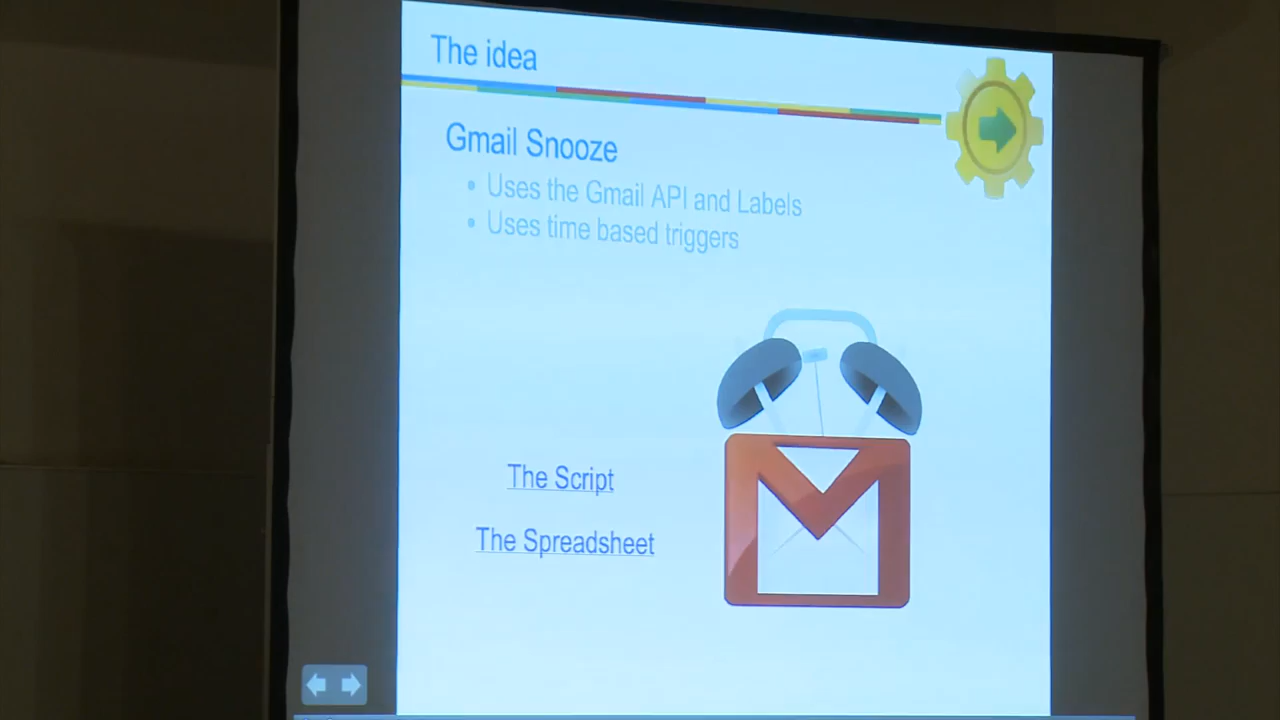 The idea
Gmail Snooze
• Uses the Gmail API and Labels
• Uses time based triggers
The Script
The Spreadsheet